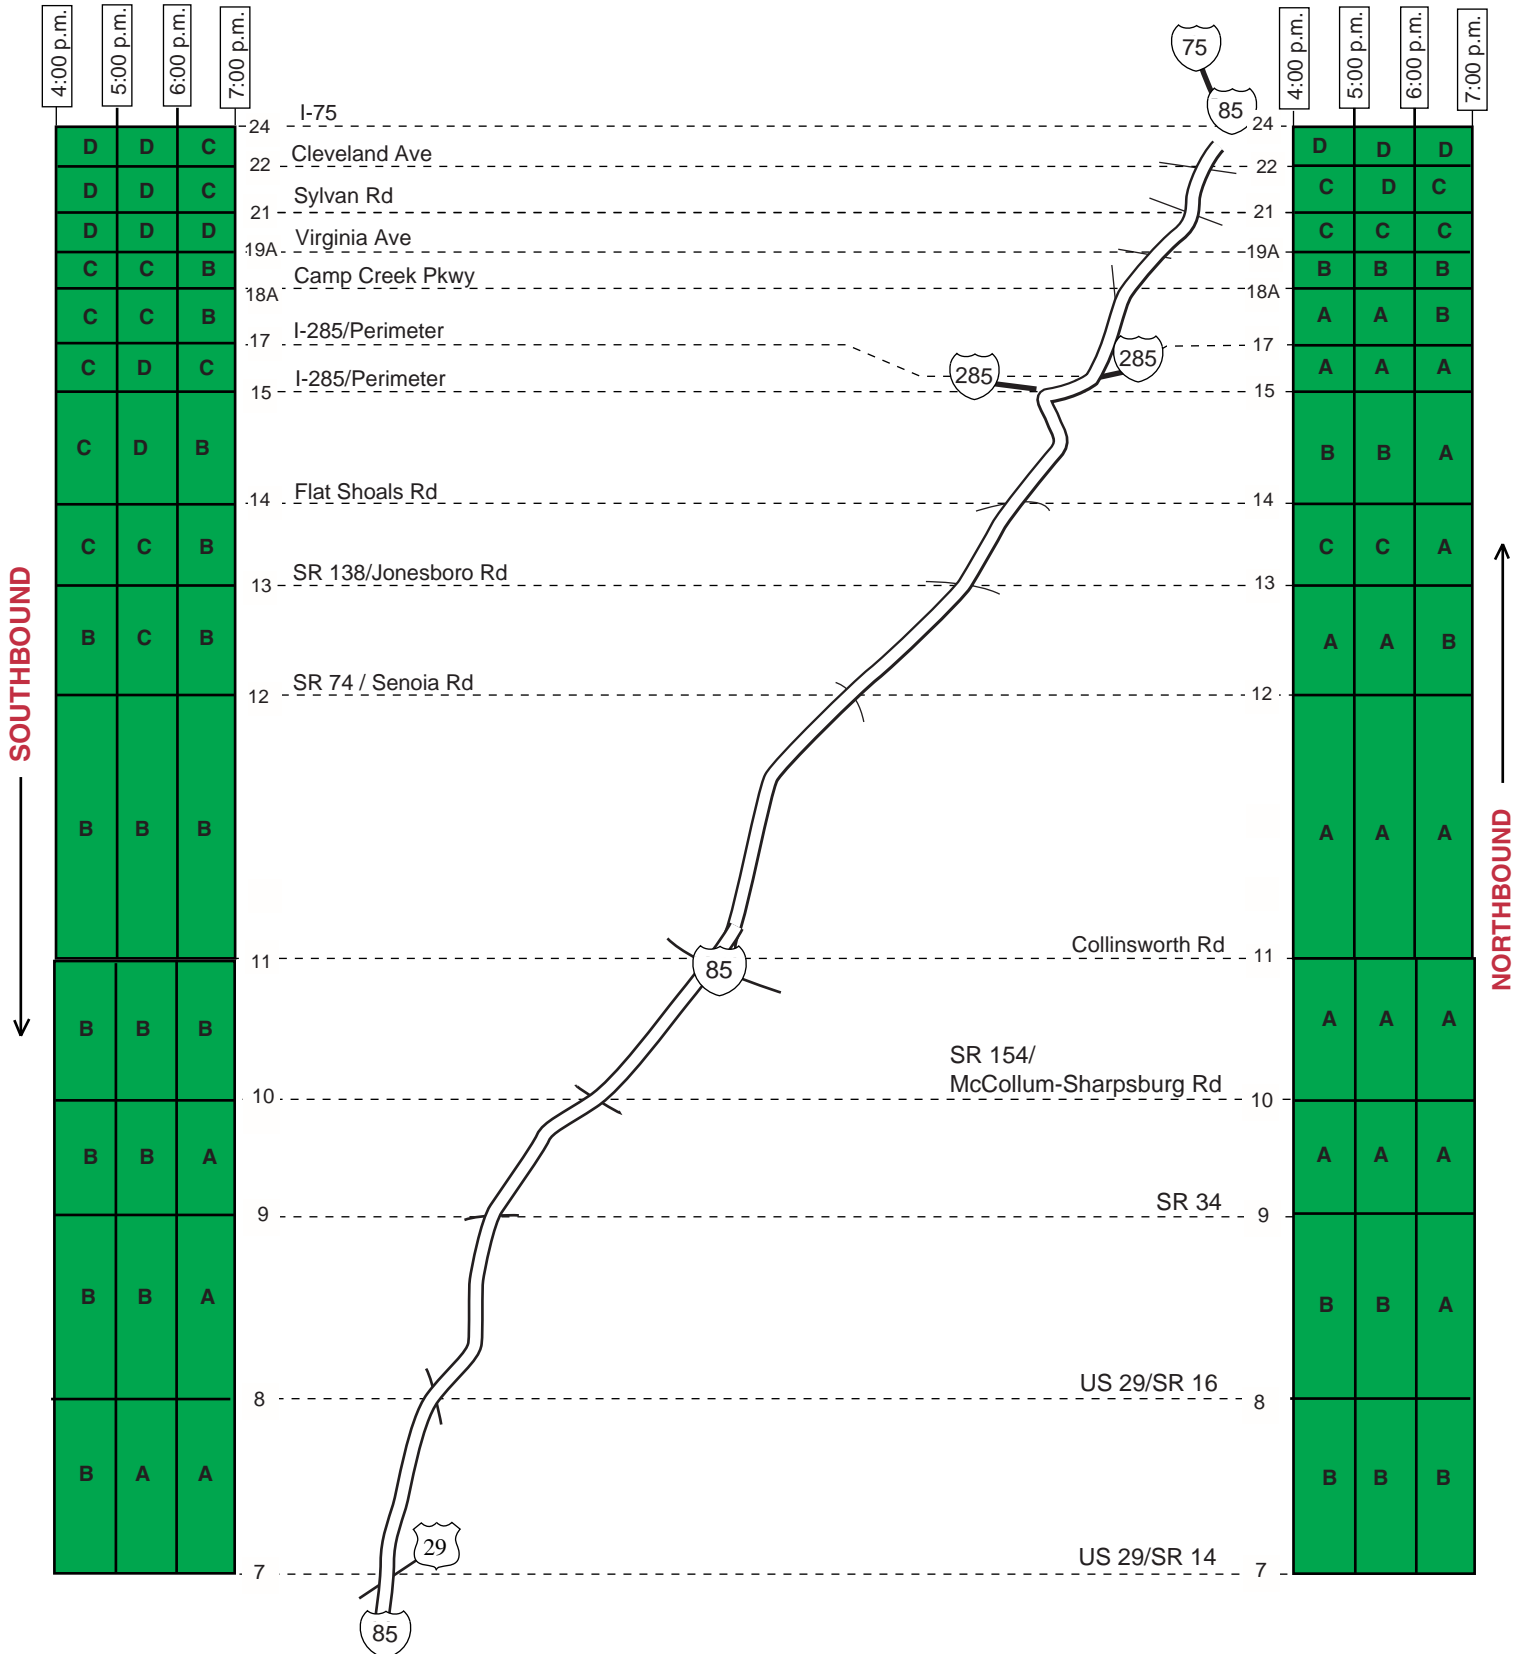 4:00 p.m. 5:00 p.m. 6:00 p.m. 7:00 p.m. 4:00 p.m. 5:00 p.m. 6:00 p.m. 7:00 p.m.
75
85
24 I-75 24
D D C D D D
22 Cleveland Ave 22
D D C C D C
21 Sylvan Rd 21
D D D C C C
19A Virginia Ave 19A
C C B B B B
18A Camp Creek Pkwy 18A
C C B A A B
17 I-285/Perimeter 17
285 285
C D C A A A
15 I-285/Perimeter 15
C D B B B A
14 Flat Shoals Rd 14
C C B C C A
13 SR 138/Jonesboro Rd 13
B C B A A B
12 SR 74 / Senoia Rd 12
SOUTHBOUND
NORTHBOUND
B B B A A A
11 Collinsworth Rd 11
85
B B B A A A
SR 154/
10 McCollum-Sharpsburg Rd 10
B B A A A A
9 SR 34 9
B B A B B A
8 US 29/SR 16 8
B A A B B B
29
7 US 29/SR 14 7
85